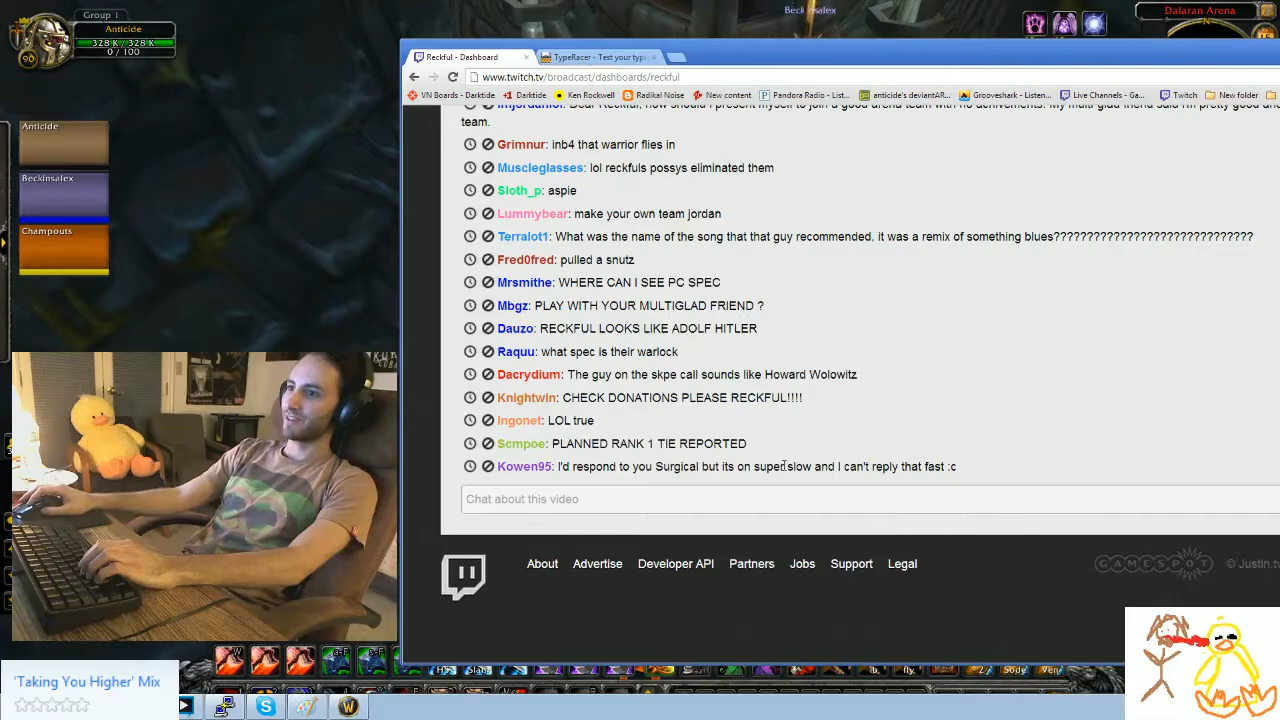 Group 1
Beckinsalex
Dalaran Arena
Anticide
328 K / 328 K
0 / 100
90
N
Reckful - Dashboard
TypeRacer - Test your typ
www.twitch.tv/broadcast/dashboards/reckful
VN Boards - Darktide
+1 Darktide
Ken Rockwell
Radikal Noise
New content
Pandora Radio - List...
anticide's deviantAR...
Grooveshark - Listen...
Live Channels - Ga...
Twitch
New folder
team.
Anticide
Beckinsalex
Champouts
Grimnur: inb4 that warrior flies in
Muscleglasses: lol reckfuls possys eliminated them
Sloth_p: aspie
Lummybear: make your own team jordan
Terralot1: What was the name of the song that that guy recommended, it was a remix of something blues??????????????????????????????
Fred0fred: pulled a snutz
Mrsmithe: WHERE CAN I SEE PC SPEC
Mbgz: PLAY WITH YOUR MULTIGLAD FRIEND ?
Dauzo: RECKFUL LOOKS LIKE ADOLF HITLER
Raquu: what spec is their warlock
Dacrydium: The guy on the skpe call sounds like Howard Wolowitz
Knightwin: CHECK DONATIONS PLEASE RECKFUL!!!!
Ingonet: LOL true
Scmpoe: PLANNED RANK 1 TIE REPORTED
Kowen95: I'd respond to you Surgical but its on super slow and I can't reply that fast :c
Chat about this video
About
Advertise
Developer API
Partners
Jobs
Support
Legal
GAMESPOT
© Justin.tv
'Taking You Higher' Mix